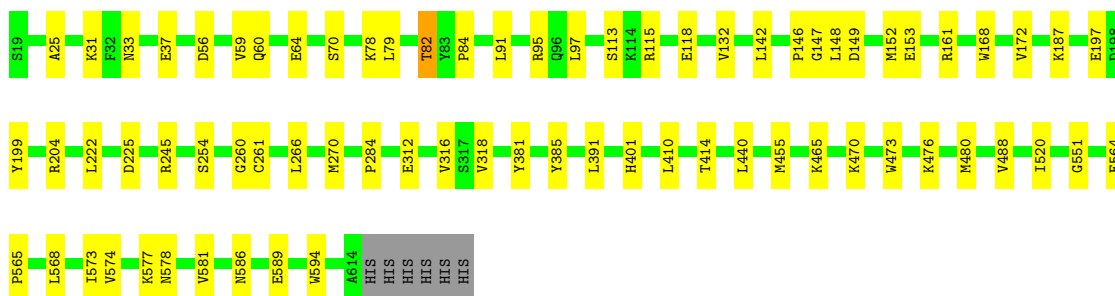 S19 A25 K31 F32 N33 E37 D56 V59 Q60 E64 S70 K78 L79 T82 Y83 P84 L91 R95 Q96 L97 S113 K114 R115 E118 V132 L142 P146 G147 L148 D149 M152 E153 R161 W168 V172 K187 E197 D198
Y199 R204 L222 D225 R245 S254 G260 C261 L266 M270 P284 E312 V316 S317 V318 Y381 Y385 L391 H401 L410 T414 L440 M455 K465 K470 W473 K476 M480 V488 I520 G551
P565 L568 I573 V574 K577 N578 V581 N586 E589 W594 A614 HIS HIS HIS HIS HIS HIS